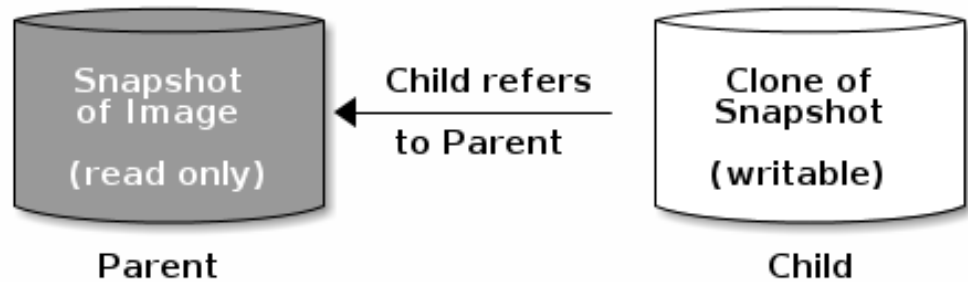 Snapshot
of Image
(read only)
Parent
Child refers
to Parent
Clone of
Snapshot
(writable)
Child